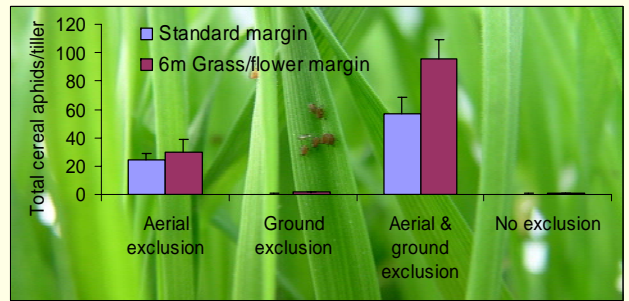 Total cereal aphids/tiller
120
100
80
60
40
20
0
Standard margin
6m Grass/flower margin
Aerial
exclusion
Ground
exclusion
Aerial &
ground
exclusion
No exclusion